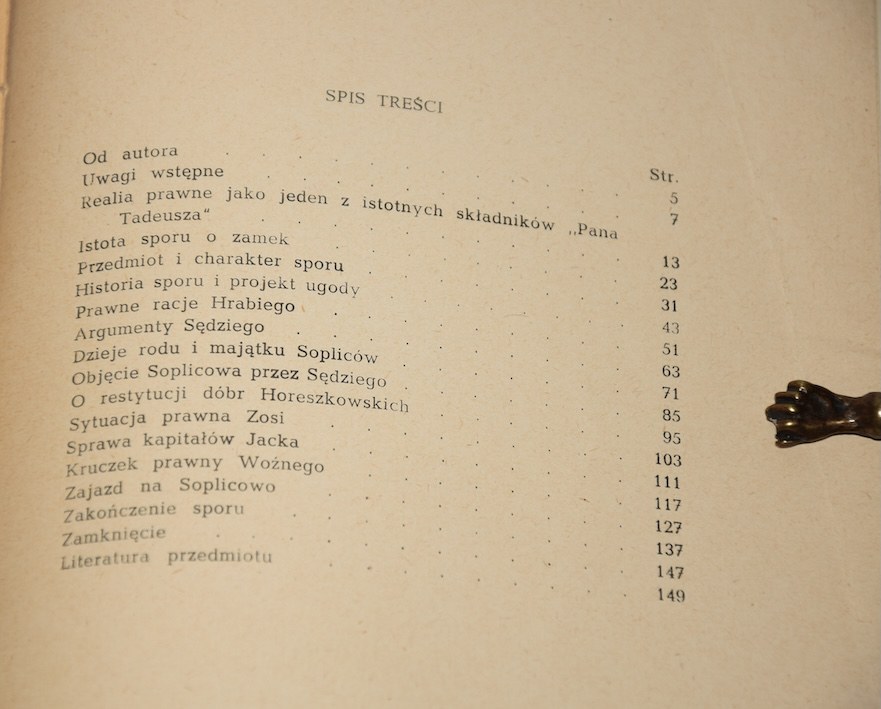 SPIS TREŚCI
Str.
Od autora . . . . . . . . . . 5
Uwagi wstępne . . . . . . . . . 7
Realia prawne jako jeden z istotnych składników „Pana
Tadeusza“ . . . . . . . . . 13
Istota sporu o zamek . . . . . . . . 23
Przedmiot i charakter sporu . . . . . . . 31
Historia sporu i projekt ugody . . . . . . 43
Prawne racje Hrabiego . . . . . . . . 51
Argumenty Sędziego . . . . . . . . 63
Dzieje rodu i majątku Sopliców . . . . . . 71
Objęcie Soplicowa przez Sędziego . . . . . . 85
O restytucji dóbr Horeszkowskich . . . . . 95
Sytuacja prawna Zosi . . . . . . . . 103
Sprawa kapitałów Jacka . . . . . . . . 111
Kruczek prawny Woźnego . . . . . . . 117
Zajazd na Soplicowo . . . . . . . . 127
Zakończenie sporu . . . . . . . . . 137
Zamknięcie . . . . . . . . . . 147
Literatura przedmiotu . . . . . . . . 149